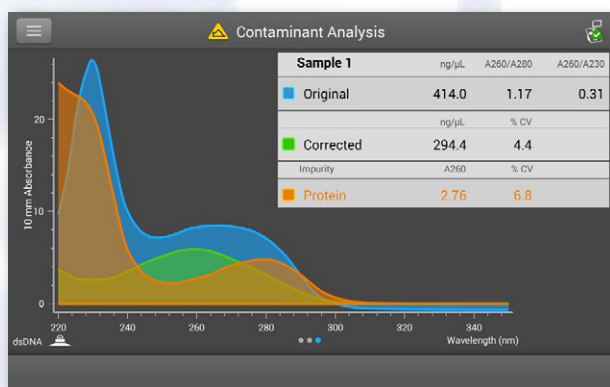 Contaminant Analysis
Sample 1 ng/µL A260/A280 A260/A230
Original 414.0 1.17 0.31
ng/µL % CV
Corrected 294.4 4.4
Impurity A260 % CV
Protein 2.76 6.8
10 mm Absorbance
20
10
0
220 240 260 280 300 320 340
dsDNA Wavelength (nm)